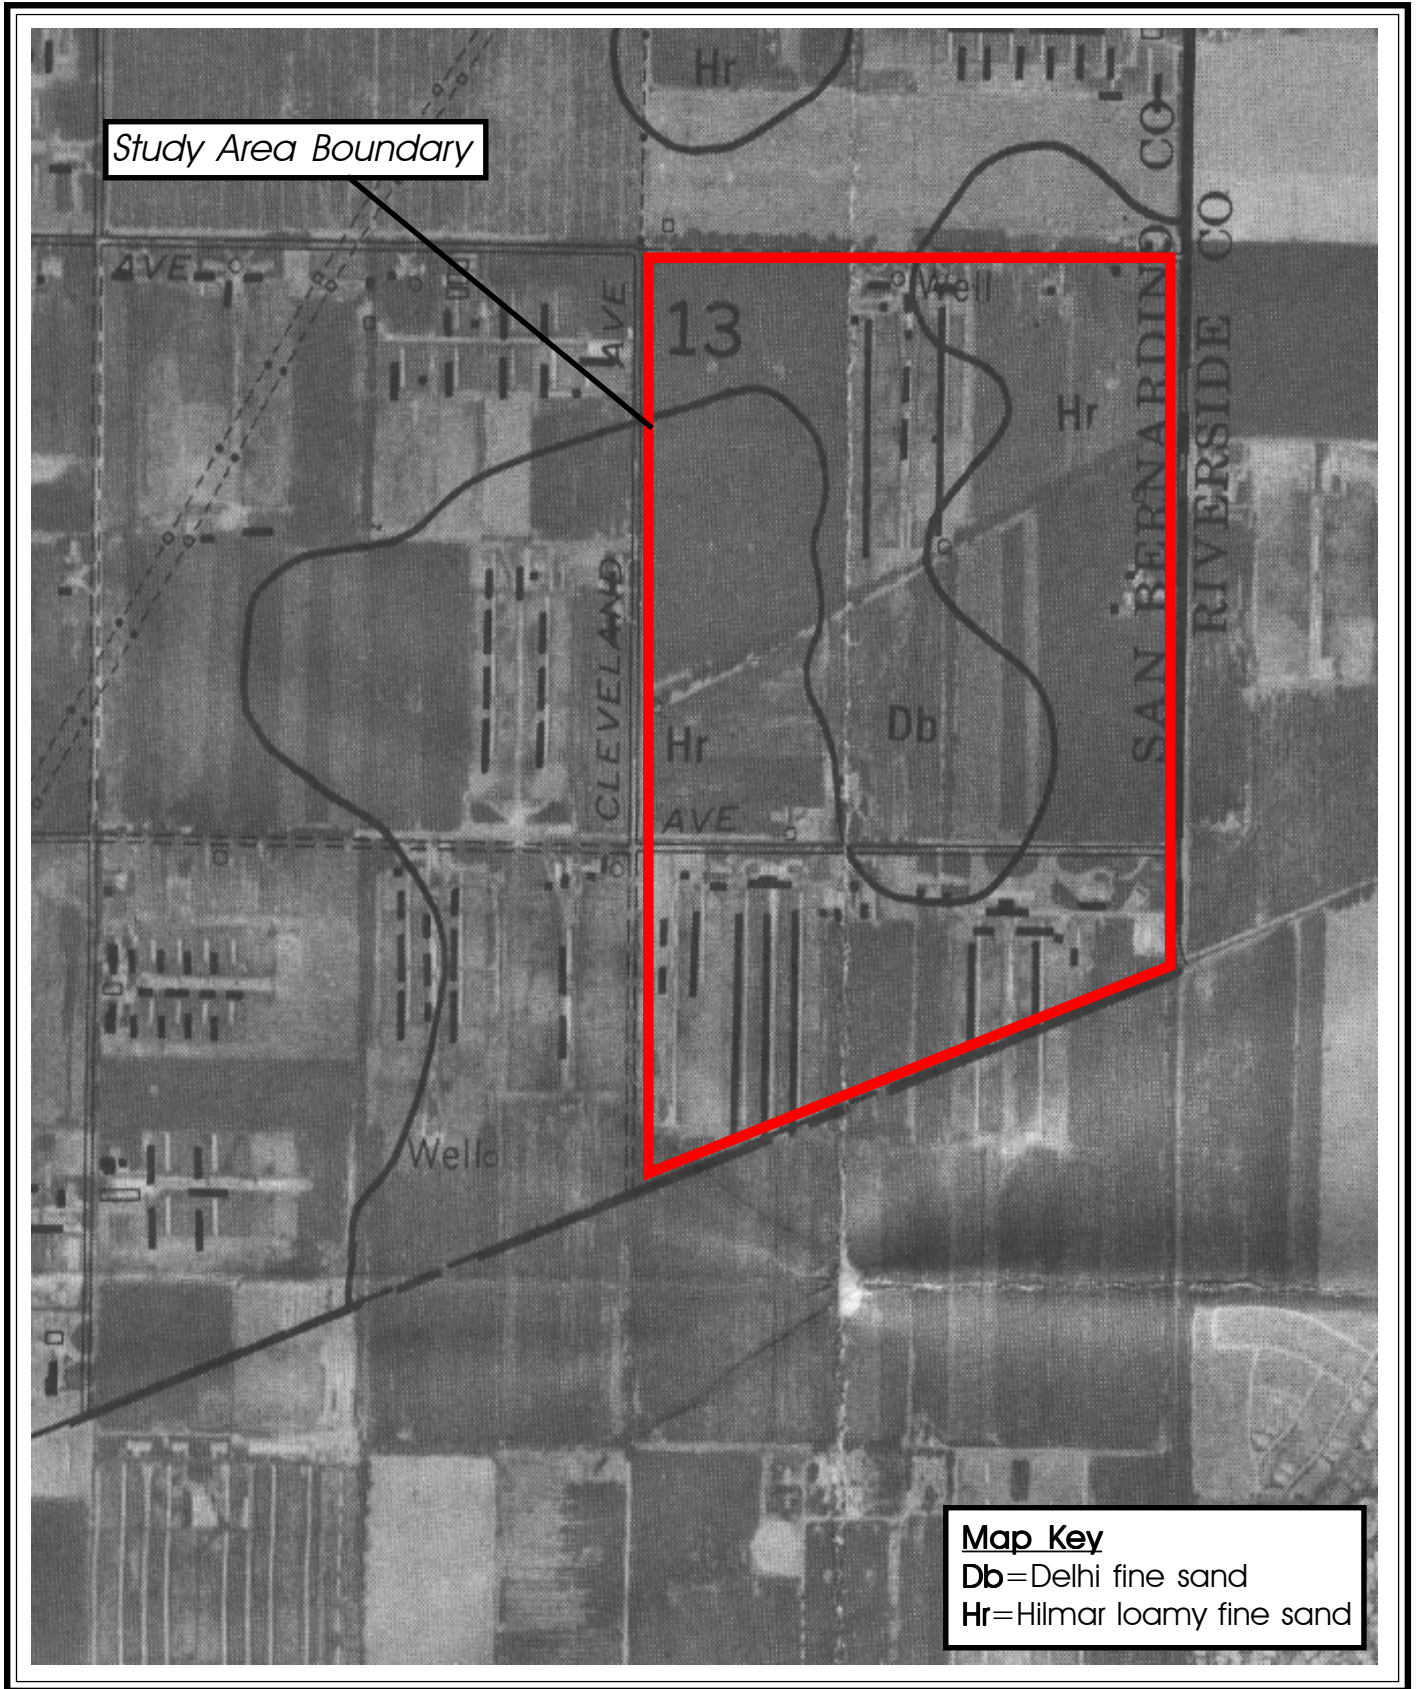 Hr
Study Area Boundary
AVE
AVE
13
Well
Hr
SAN BERNARDINO CO
RIVERSIDE CO
CLEVELAND
Hr
Db
AVE
Well
Map Key
Db=Delhi fine sand
Hr=Hilmar loamy fine sand